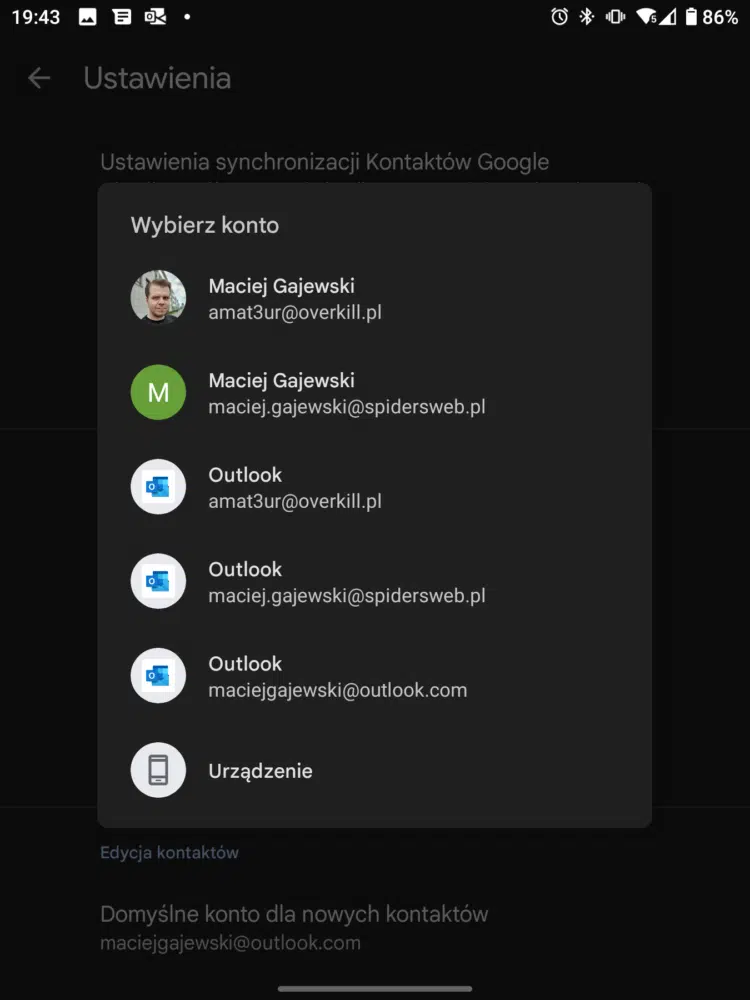 19:43
86%
Ustawienia
Ustawienia synchronizacji Kontaktów Google
Wybierz konto
Maciej Gajewski
amat3ur@overkill.pl
M
Maciej Gajewski
maciej.gajewski@spidersweb.pl
Outlook
amat3ur@overkill.pl
Outlook
maciej.gajewski@spidersweb.pl
Outlook
maciejgajewski@outlook.com
Urządzenie
Edycja kontaktów
Domyślne konto dla nowych kontaktów
maciejgajewski@outlook.com